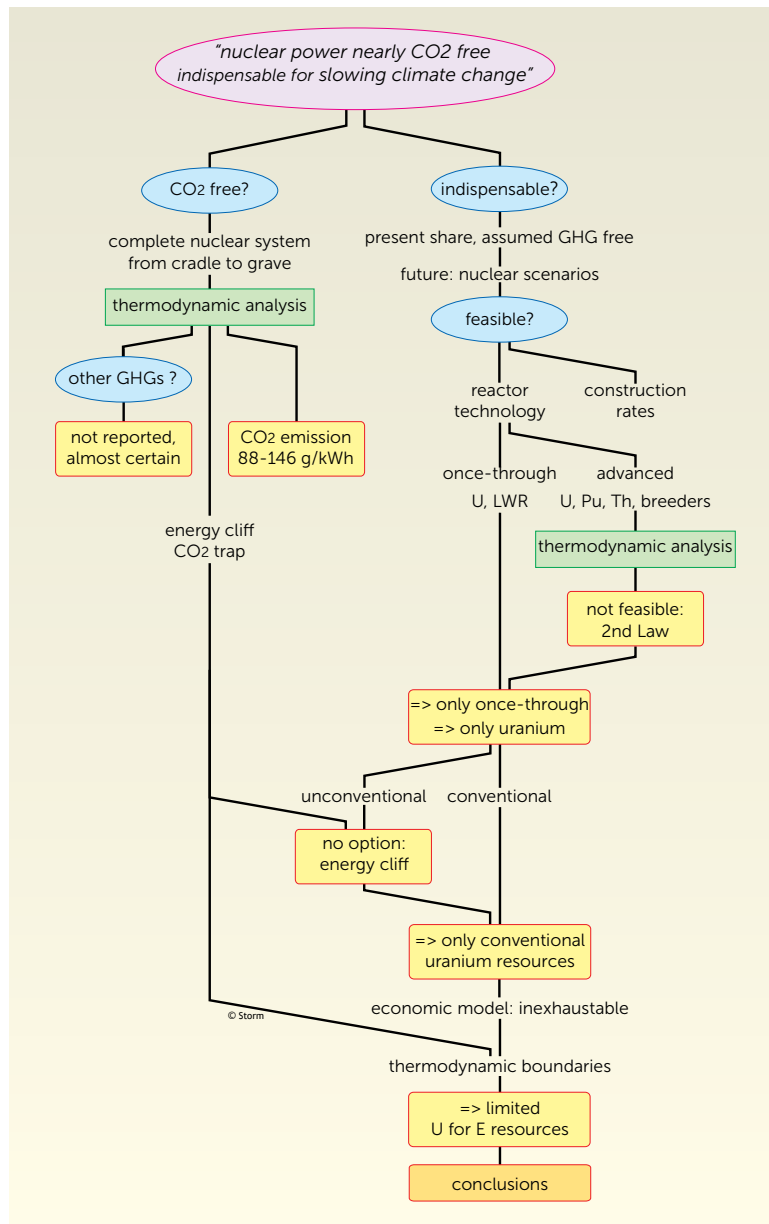 "nuclear power nearly CO2 free
indispensable for slowing climate change"
CO2 free?
indispensable?
complete nuclear system
from cradle to grave
present share, assumed GHG free
future: nuclear scenarios
thermodynamic analysis
feasible?
other GHGs ?
reactor
technology
construction
rates
not reported,
almost certain
CO2 emission
88-146 g/kWh
once-through
U, LWR
advanced
U, Pu, Th, breeders
energy cliff
CO2 trap
thermodynamic analysis
not feasible:
2nd Law
=> only once-through
=> only uranium
unconventional
conventional
no option:
energy cliff
=> only conventional
uranium resources
economic model: inexhaustable
© Storm
thermodynamic boundaries
=> limited
U for E resources
conclusions